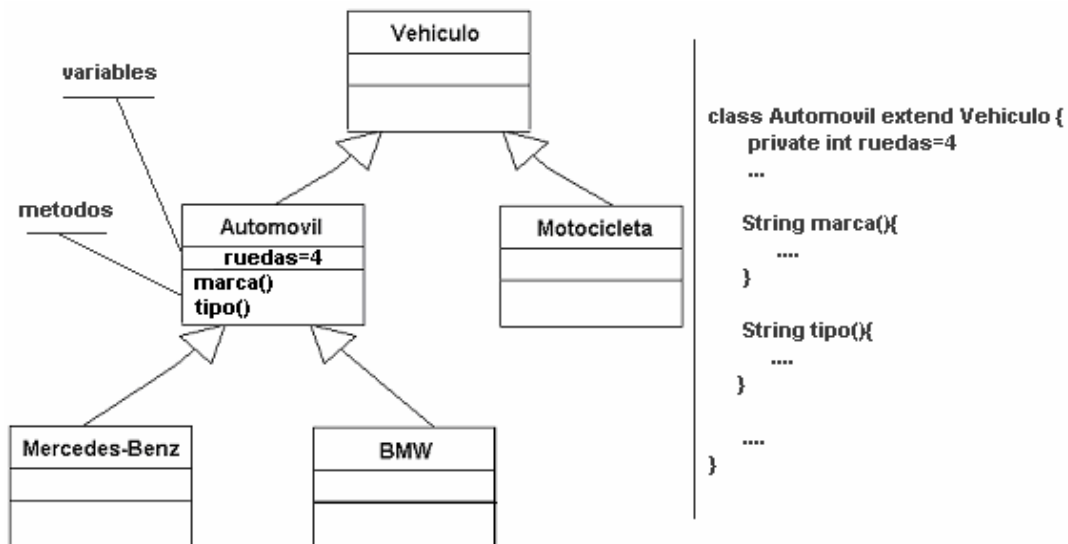 Vehiculo
variables
metodos
Automovil
ruedas=4
marca()
tipo()
Motocicleta
Mercedes-Benz
BMW
class Automovil extend Vehiculo {
private int ruedas=4
...
String marca(){
....
}
String tipo(){
....
}
....
}